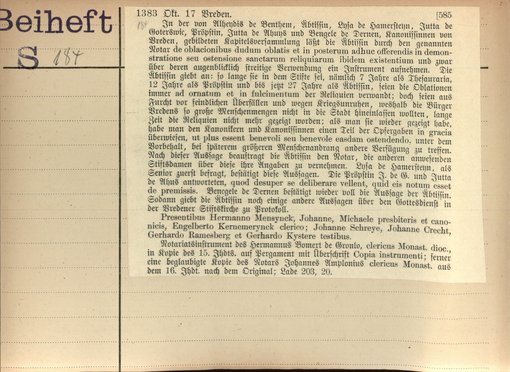 Beiheft
S 184
1383 Okt. 17 Vreden. [585
In der von Alheydis de Benthem, Äbtissin, Lysa de Hamersteyn, Jutta de
Goterswic, Pröpstin, Jutta de Ahuys und Bengele de Dernen, Kanonissinnen von
Vreden, gebildeten Kapitelsversammlung läßt die Äbtissin durch den genannten
Notar de oblacionibus dudum oblatis et in posterum adhuc offerendis in demon-
stratione seu ostensione sanctarum reliquiarum ibidem existentium und zwar
über deren augenblicklich streitige Verwendung ein Instrument aufnehmen. Die
Äbtissin giebt an: so lange sie in dem Stifte sei, nämlich 7 Jahre als Thesauraria,
12 Jahre als Pröpstin und bis jetzt 27 Jahre als Äbtissin, seien die Oblationen
immer ad ornatum et in fulcimentum der Reliquien verwandt; doch seien aus
Furcht vor feindlichen Überfällen und wegen Kriegsunruhen, weshalb die Bürger
Vredens so große Menschenmengen nicht in die Stadt hineinlassen wollten, lange
Zeit die Reliquien nicht mehr gezeigt worden: als man sie wieder gezeigt habe,
habe man den Kanonikern und Kanonissinnen einen Teil der Opfergaben in gracia
überwiesen, ut plus essent benevoli seu benevole easdam ostendendo, unter dem
Vorbehalt, bei späterem größeren Menschenandrang andere Verfügung zu treffen.
Nach dieser Aussage beauftragt die Äbtissin den Notar, die anderen anwesenden
Stiftsdamen über diese ihre Angaben zu vernehmen. Lysa de Hamersteyn, als
Senior zuerst befragt, bestätigt diese Aussagen. Die Pröpstin J. de G. und Jutta
de Ahuys antworteten, quod desuper se deliberare vellent, quid eis notum esset
de premissis. Bengele de Dernen bestätigt wieder voll die Aussage der Äbtissin.
Sodann giebt die Äbtissin noch einige andere Aussagen über den Gottesdienst in
der Vredener Stiftskirche zu Protokoll.
Presentibus Hermanno Mensynck, Johanne, Michaele presbiteris et cano-
nicis, Engelberto Kernemerynck clerico; Johanne Schreye, Johanne Crecht,
Gerhardo Ramesberg et Gerhardo Kystere testibus.
Notariatsinstrument des Hermannus Bomert de Gronlo, clericus Monast. dioc.,
in Kopie des 15. Jhdts. auf Pergament mit Überschrift Copia instrumenti; ferner
eine beglaubigte Kopie des Notars Johannes Amplonius clericus Monast. aus
dem 16. Jhdt. nach dem Original; Lade 203, 20.